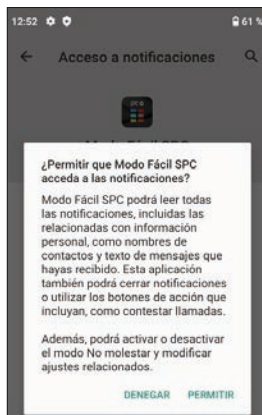 12:52 61 %
Acceso a notificaciones
¿Permitir que Modo Fácil SPC
acceda a las notificaciones?
Modo Fácil SPC podrá leer todas
las notificaciones, incluidas las
relacionadas con información
personal, como nombres de
contactos y texto de mensajes que
hayas recibido. Esta aplicación
también podrá cerrar notificaciones
o utilizar los botones de acción que
incluyan, como contestar llamadas.
Además, podrá activar o desactivar
el modo No molestar y modificar
ajustes relacionados.
DENEGAR PERMITIR